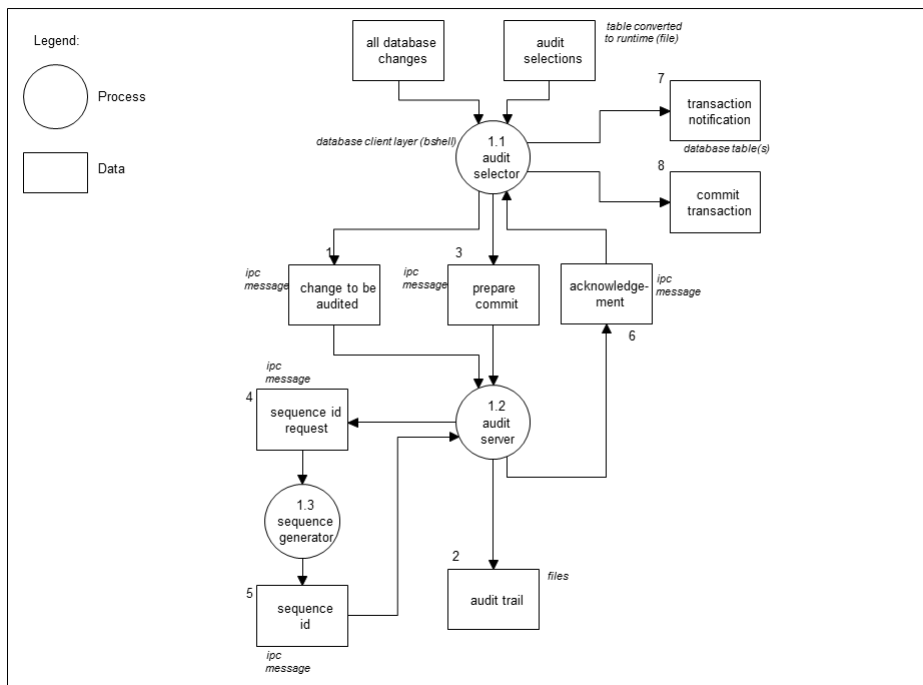 Legend:
Process
Data
all database
changes
audit
selections
table converted
to runtime (file)
7
transaction
notification
database table(s)
database client layer (bshell)
1.1
audit
selector
8
commit
transaction
1
ipc
message
change to be
audited
3
ipc
message
prepare
commit
acknowledge-
ment
ipc
message
6
ipc
message
4
sequence id
request
1.2
audit
server
1.3
sequence
generator
2
audit trail
files
5
sequence
id
ipc
message